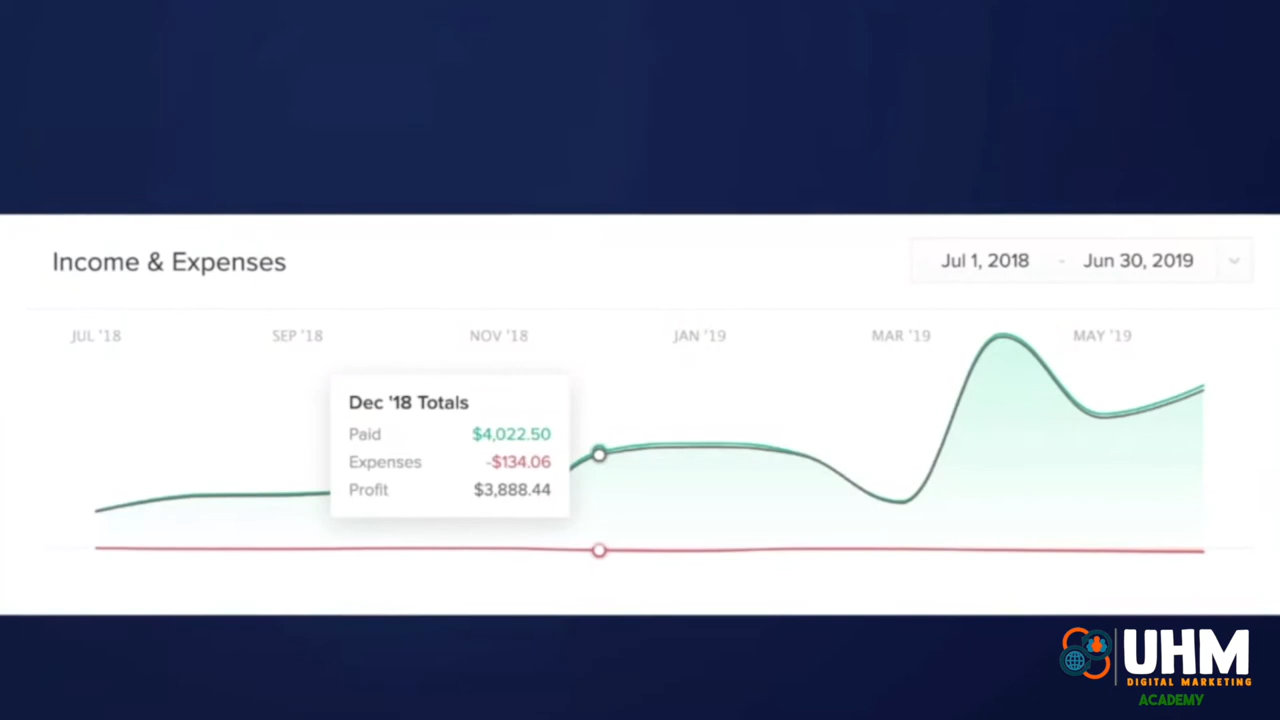 Income & Expenses
Jul 1, 2018 - Jun 30, 2019
JUL '18 SEP '18 NOV '18 JAN '19 MAR '19 MAY '19
Dec '18 Totals
Paid $4,022.50
Expenses -$134.06
Profit $3,888.44
UHM
DIGITAL MARKETING
ACADEMY